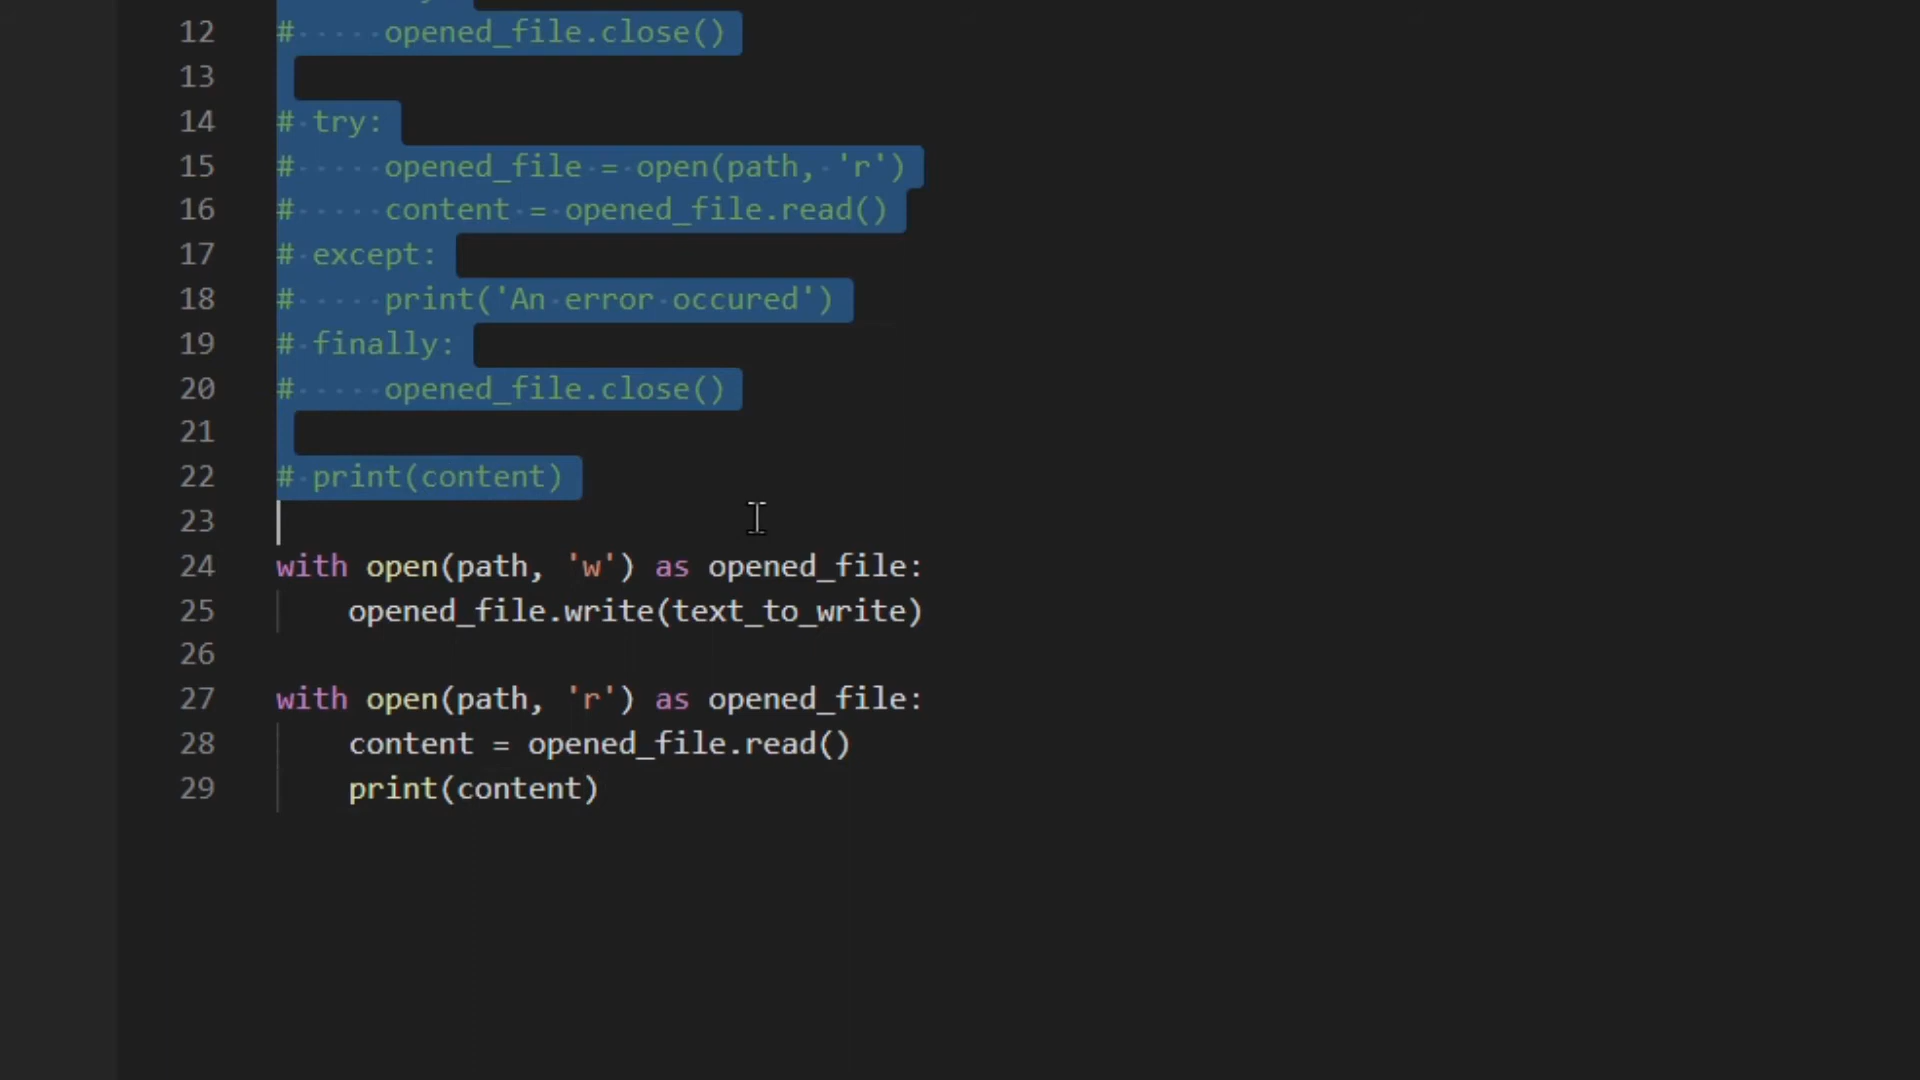 12 #     opened_file.close()
13
14 # try:
15 #     opened_file = open(path, 'r')
16 #     content = opened_file.read()
17 # except:
18 #     print('An error occured')
19 # finally:
20 #     opened_file.close()
21
22 # print(content)
23
24 with open(path, 'w') as opened_file:
25     opened_file.write(text_to_write)
26
27 with open(path, 'r') as opened_file:
28     content = opened_file.read()
29     print(content)